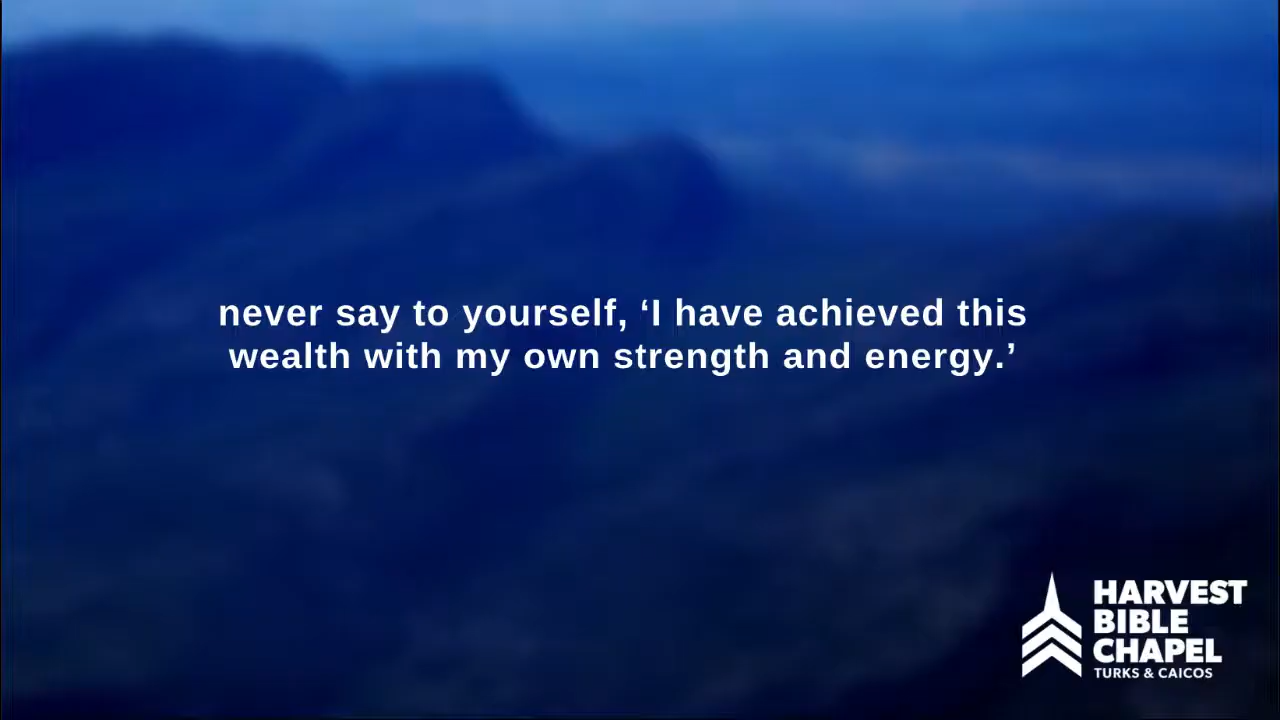 never say to yourself, ‘I have achieved this
wealth with my own strength and energy.’
HARVEST
BIBLE
CHAPEL
TURKS & CAICOS